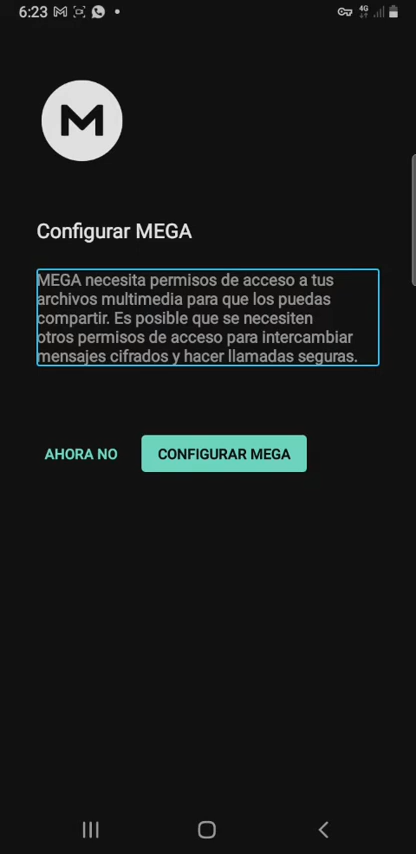 6:23
4G
M
Configurar MEGA
MEGA necesita permisos de acceso a tus
archivos multimedia para que los puedas
compartir. Es posible que se necesiten
otros permisos de acceso para intercambiar
mensajes cifrados y hacer llamadas seguras.
AHORA NO
CONFIGURAR MEGA